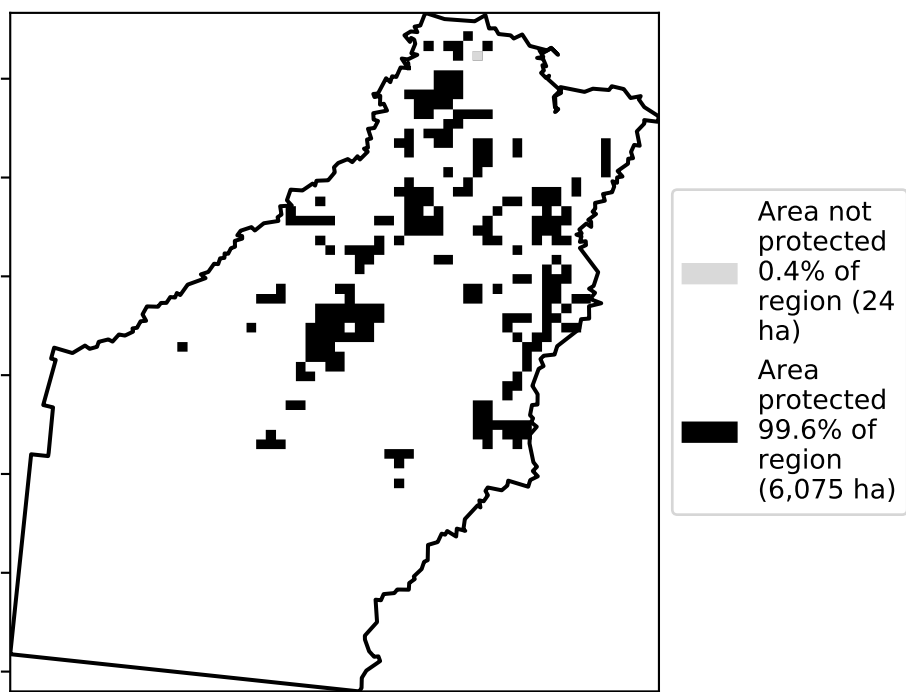 Area not
protected
0.4% of
region (24
ha)
Area
protected
99.6% of
region
(6,075 ha)